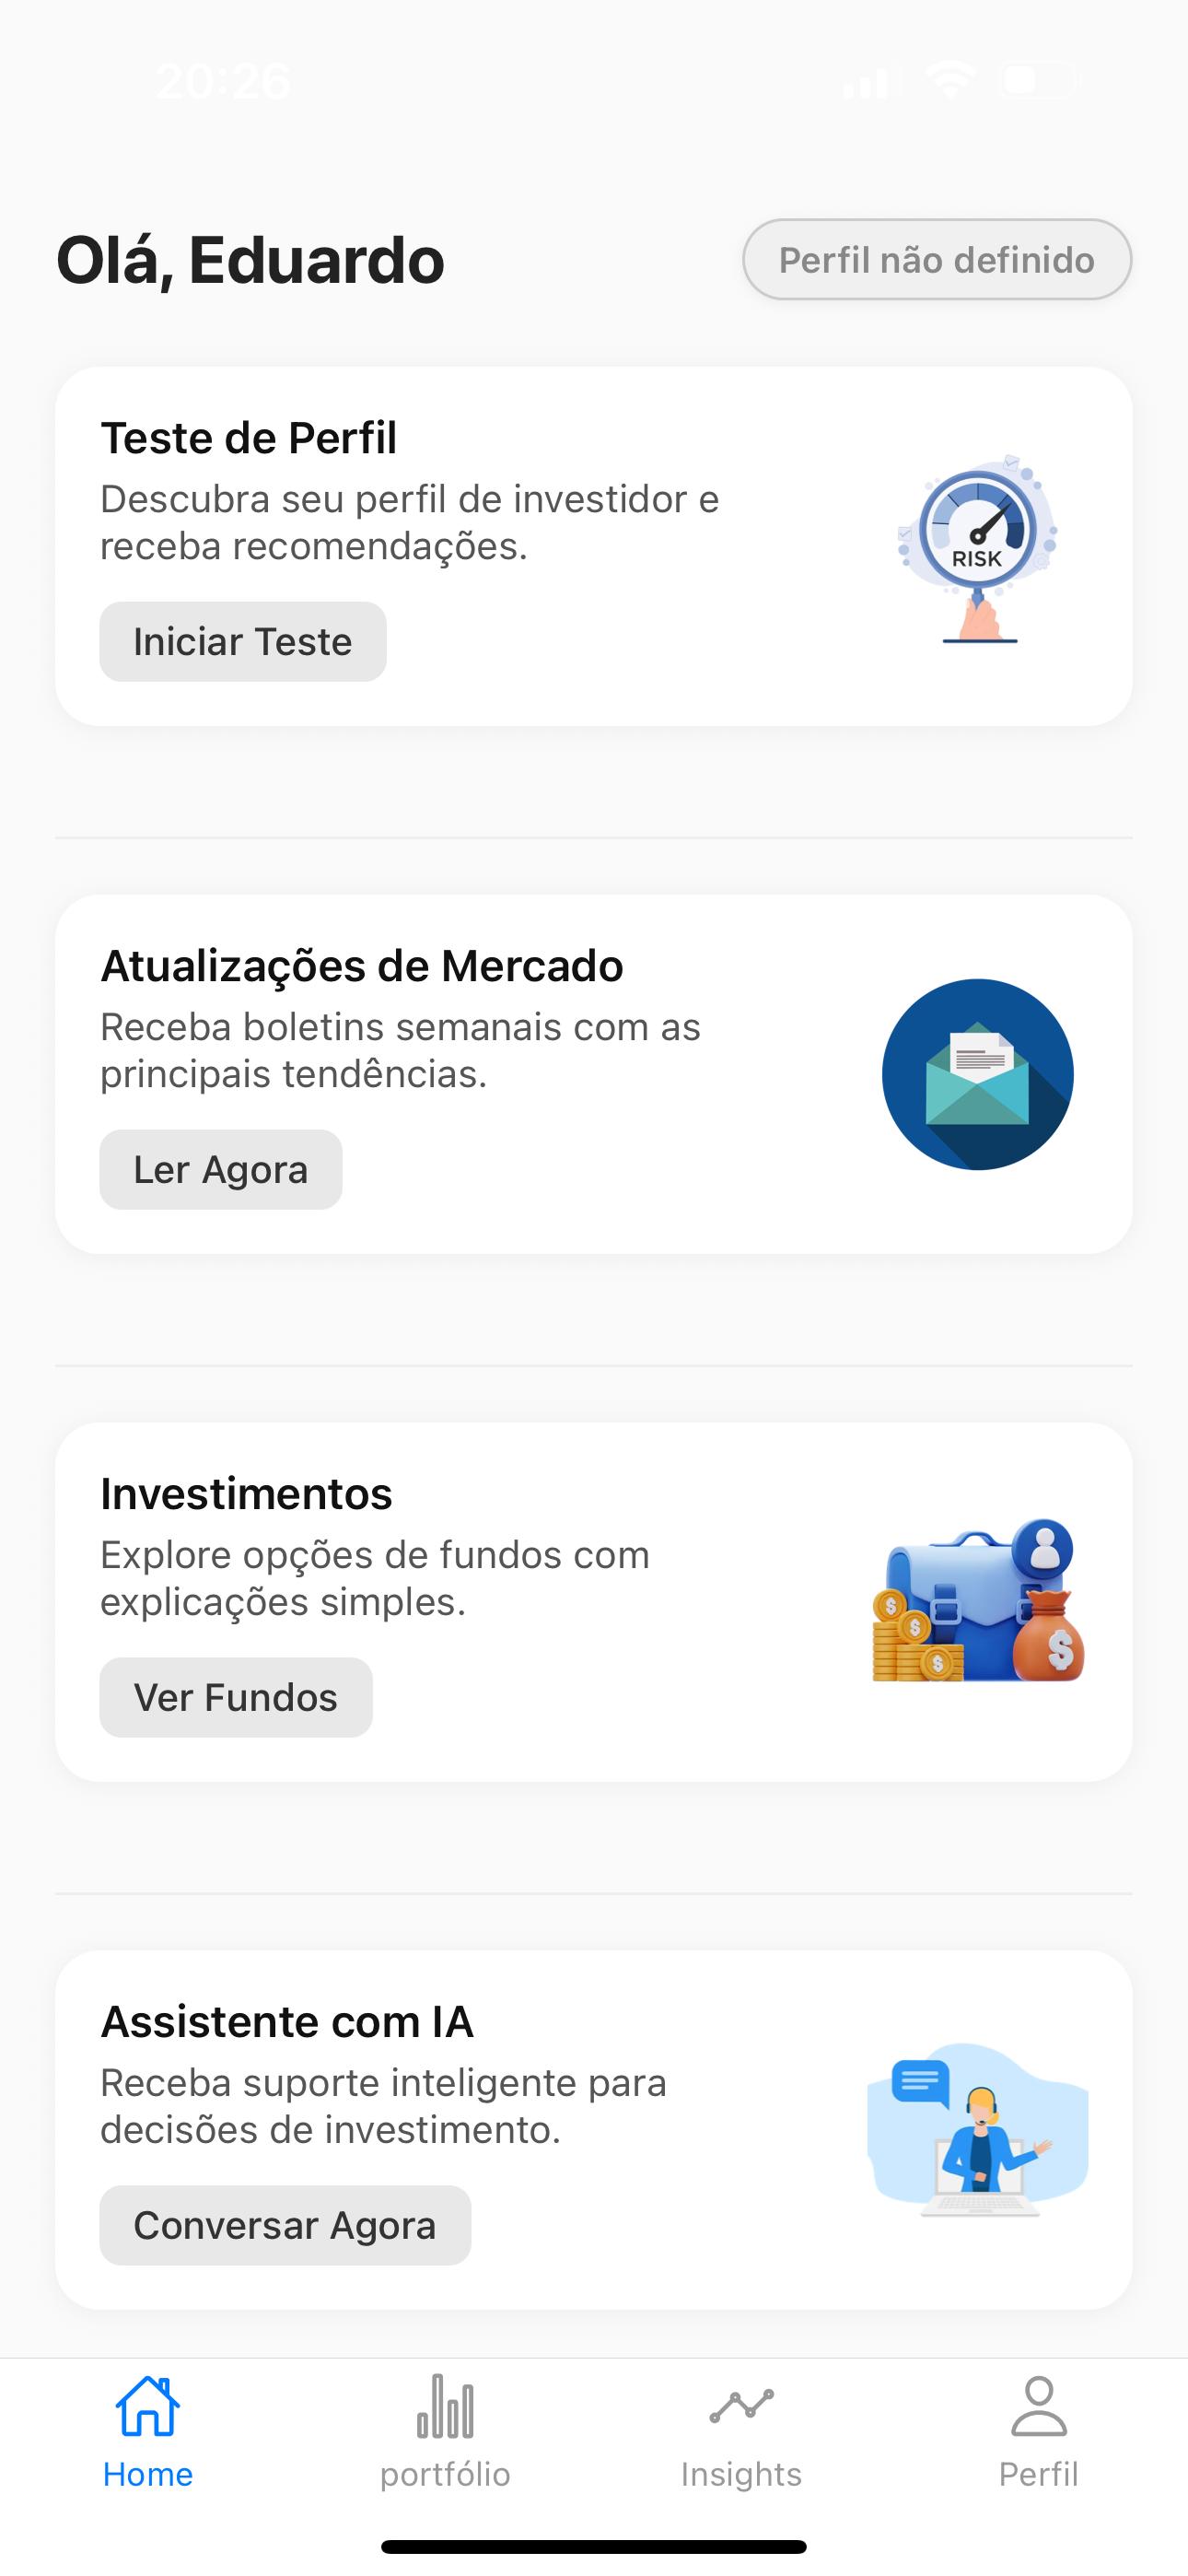 20:26
Olá, Eduardo
Perfil não definido
Teste de Perfil
Descubra seu perfil de investidor e
receba recomendações.
RISK
Iniciar Teste
Atualizações de Mercado
Receba boletins semanais com as
principais tendências.
Ler Agora
Investimentos
Explore opções de fundos com
explicações simples.
$
$
$
$
Ver Fundos
Assistente com IA
Receba suporte inteligente para
decisões de investimento.
Conversar Agora
Home
portfólio
Insights
Perfil